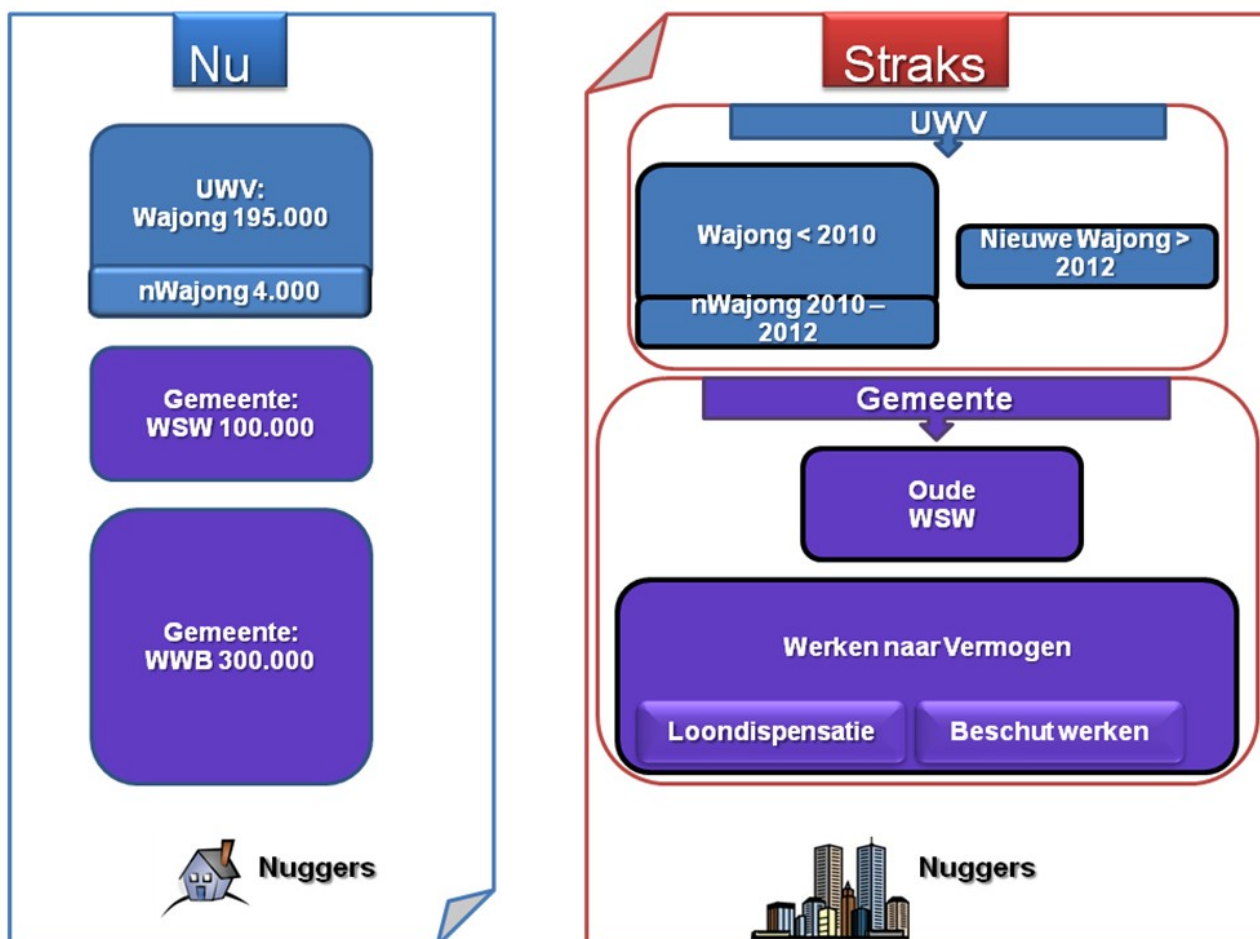 Nu
UWV:
Wajong 195.000
nWajong 4.000
Gemeente:
WSW 100.000
Gemeente:
WWB 300.000
Nuggers
Straks
UWV
Wajong < 2010
nWajong 2010 –
2012
Nieuwe Wajong >
2012
Gemeente
Oude
WSW
Werken naar Vermogen
Loondispensatie
Beschut werken
Nuggers